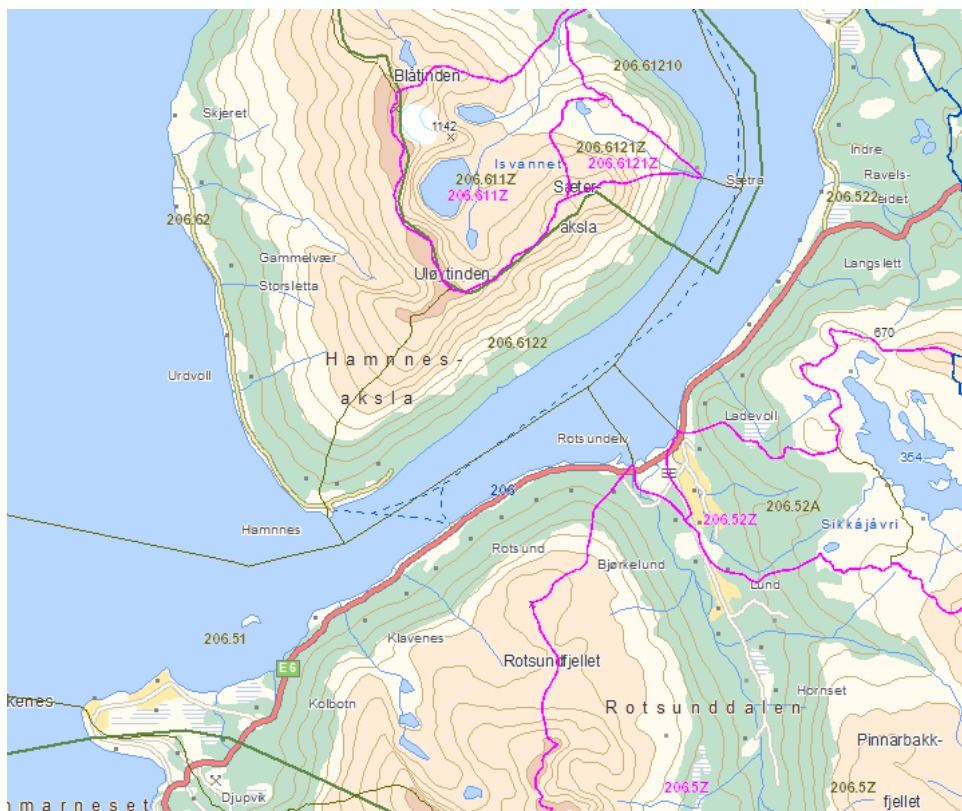 206.61210
Blåtinden
Skjeret
1142
206.6121Z
206.6121Z
Isvannet
206.611Z
206.611Z
Sæter-
aksla
Sætra
Indre
Ravels-
eidet
206.522
206.62
Gammelvær
Storsletta
Uløytinden
Langslett
206.6122
670
Hamnnes-
aksla
Urdvoll
Ladevoll
Rotsundelv
354
206
206.52A
206.52Z
Sikkájávri
Hamnnes
Rotsund
Bjørkelund
Lund
206.51
Klavenes
Rotsundfjellet
E6
Kolbotn
Hornset
kenes
Rotsunddalen
Pinnarbakk-
fjellet
206.5Z
206.5Z
Djupvik
nmarneset